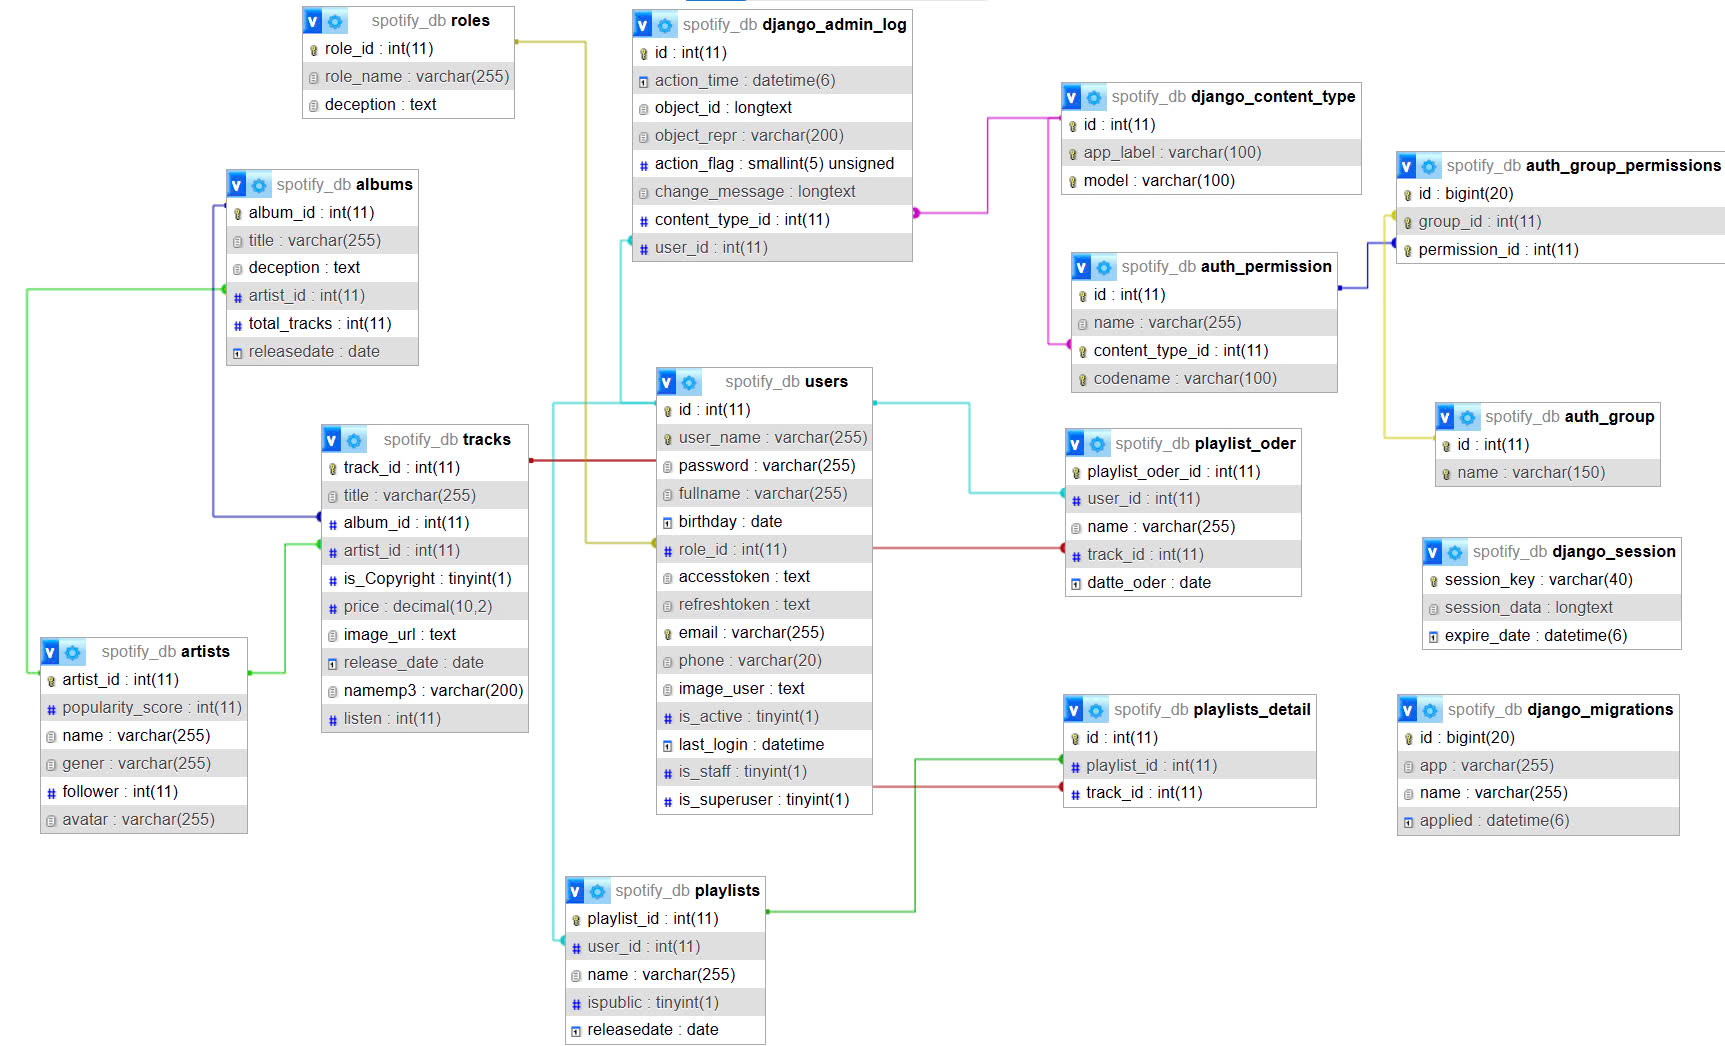 spotify_db roles
role_id : int(11)
role_name : varchar(255)
deception : text
spotify_db django_admin_log
id : int(11)
action_time : datetime(6)
object_id : longtext
object_repr : varchar(200)
action_flag : smallint(5) unsigned
change_message : longtext
content_type_id : int(11)
user_id : int(11)
spotify_db django_content_type
id : int(11)
app_label : varchar(100)
model : varchar(100)
spotify_db auth_group_permissions
id : bigint(20)
group_id : int(11)
permission_id : int(11)
spotify_db albums
album_id : int(11)
title : varchar(255)
deception : text
artist_id : int(11)
total_tracks : int(11)
releasedate : date
spotify_db auth_permission
id : int(11)
name : varchar(255)
content_type_id : int(11)
codename : varchar(100)
spotify_db users
id : int(11)
user_name : varchar(255)
password : varchar(255)
fullname : varchar(255)
birthday : date
role_id : int(11)
accesstoken : text
refreshtoken : text
email : varchar(255)
phone : varchar(20)
image_user : text
is_active : tinyint(1)
last_login : datetime
is_staff : tinyint(1)
is_superuser : tinyint(1)
spotify_db auth_group
id : int(11)
name : varchar(150)
spotify_db tracks
track_id : int(11)
title : varchar(255)
album_id : int(11)
artist_id : int(11)
is_Copyright : tinyint(1)
price : decimal(10,2)
image_url : text
release_date : date
namemp3 : varchar(200)
listen : int(11)
spotify_db playlist_oder
playlist_oder_id : int(11)
user_id : int(11)
name : varchar(255)
track_id : int(11)
datte_oder : date
spotify_db django_session
session_key : varchar(40)
session_data : longtext
expire_date : datetime(6)
spotify_db artists
artist_id : int(11)
popularity_score : int(11)
name : varchar(255)
gener : varchar(255)
follower : int(11)
avatar : varchar(255)
spotify_db playlists_detail
id : int(11)
playlist_id : int(11)
track_id : int(11)
spotify_db django_migrations
id : bigint(20)
app : varchar(255)
name : varchar(255)
applied : datetime(6)
spotify_db playlists
playlist_id : int(11)
user_id : int(11)
name : varchar(255)
ispublic : tinyint(1)
releasedate : date